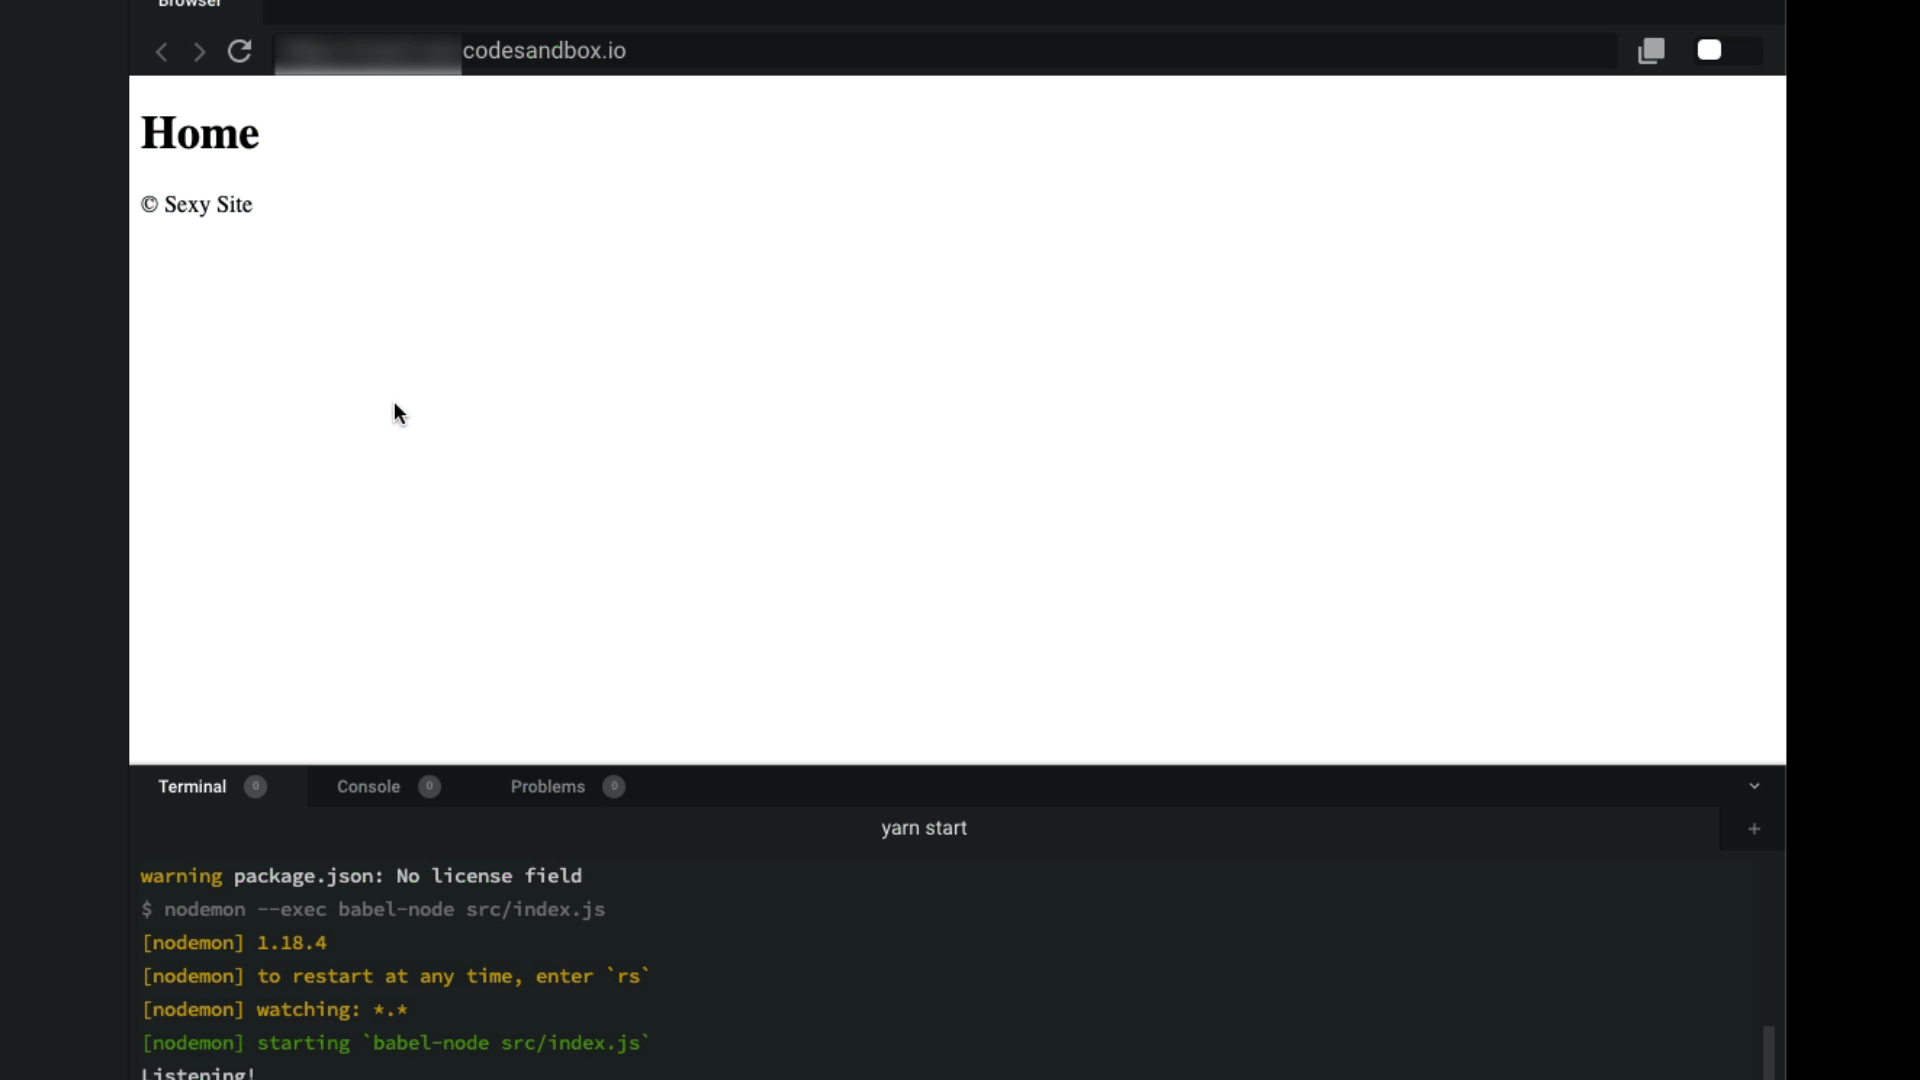 Browser
codesandbox.io
Home
© Sexy Site
Terminal 0 Console 0 Problems 0
yarn start
warning package.json: No license field
$ nodemon --exec babel-node src/index.js
[nodemon] 1.18.4
[nodemon] to restart at any time, enter `rs`
[nodemon] watching: *.*
[nodemon] starting `babel-node src/index.js`
Listening!